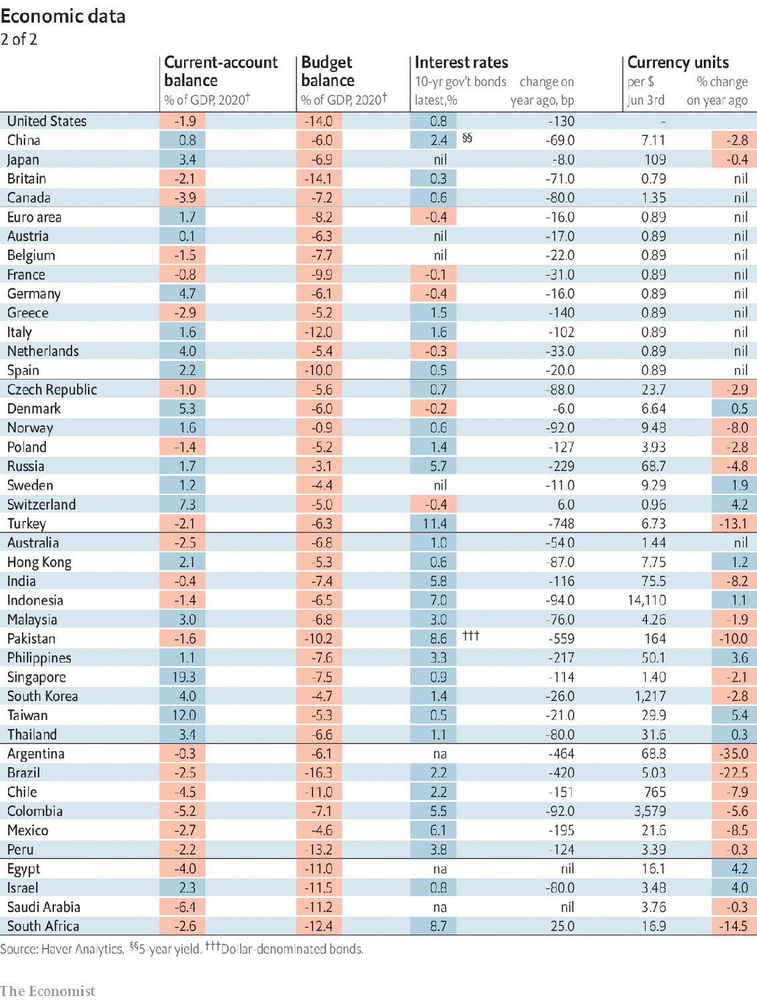 Economic data
2 of 2
Current-account balance % of GDP, 2020† Budget balance % of GDP, 2020† Interest rates 10-yr gov't bonds latest,% change on year ago, bp Currency units per $ Jun 3rd % change on year ago
United States -1.9 -14.0 0.8 -130 -
China 0.8 -6.0 2.4 §§ -69.0 7.11 -2.8
Japan 3.4 -6.9 nil -8.0 109 -0.4
Britain -2.1 -14.1 0.3 -71.0 0.79 nil
Canada -3.9 -7.2 0.6 -80.0 1.35 nil
Euro area 1.7 -8.2 -0.4 -16.0 0.89 nil
Austria 0.1 -6.3 nil -17.0 0.89 nil
Belgium -1.5 -7.7 nil -22.0 0.89 nil
France -0.8 -9.9 -0.1 -31.0 0.89 nil
Germany 4.7 -6.1 -0.4 -16.0 0.89 nil
Greece -2.9 -5.2 1.5 -140 0.89 nil
Italy 1.6 -12.0 1.6 -102 0.89 nil
Netherlands 4.0 -5.4 -0.3 -33.0 0.89 nil
Spain 2.2 -10.0 0.5 -20.0 0.89 nil
Czech Republic -1.0 -5.6 0.7 -88.0 23.7 -2.9
Denmark 5.3 -6.0 -0.2 -6.0 6.64 0.5
Norway 1.6 -0.9 0.6 -92.0 9.48 -8.0
Poland -1.4 -5.2 1.4 -127 3.93 -2.8
Russia 1.7 -3.1 5.7 -229 68.7 -4.8
Sweden 1.2 -4.4 nil -11.0 9.29 1.9
Switzerland 7.3 -5.0 -0.4 6.0 0.96 4.2
Turkey -2.1 -6.3 11.4 -748 6.73 -13.1
Australia -2.5 -6.8 1.0 -54.0 1.44 nil
Hong Kong 2.1 -5.3 0.6 -87.0 7.75 1.2
India -0.4 -7.4 5.8 -116 75.5 -8.2
Indonesia -1.4 -6.5 7.0 -94.0 14,110 1.1
Malaysia 3.0 -6.8 3.0 -76.0 4.26 -1.9
Pakistan -1.6 -10.2 8.6 ††† -559 164 -10.0
Philippines 1.1 -7.6 3.3 -217 50.1 3.6
Singapore 19.3 -7.5 0.9 -114 1.40 -2.1
South Korea 4.0 -4.7 1.4 -26.0 1,217 -2.8
Taiwan 12.0 -5.3 0.5 -21.0 29.9 5.4
Thailand 3.4 -6.6 1.1 -80.0 31.6 0.3
Argentina -0.3 -6.1 na -464 68.8 -35.0
Brazil -2.5 -16.3 2.2 -420 5.03 -22.5
Chile -4.5 -11.0 2.2 -151 765 -7.9
Colombia -5.2 -7.1 5.5 -92.0 3,579 -5.6
Mexico -2.7 -4.6 6.1 -195 21.6 -8.5
Peru -2.2 -13.2 3.8 -124 3.39 -0.3
Egypt -4.0 -11.0 na nil 16.1 4.2
Israel 2.3 -11.5 0.8 -80.0 3.48 4.0
Saudi Arabia -6.4 -11.2 na nil 3.76 -0.3
South Africa -2.6 -12.4 8.7 25.0 16.9 -14.5
Source: Haver Analytics. §§5-year yield. †††Dollar-denominated bonds.
The Economist